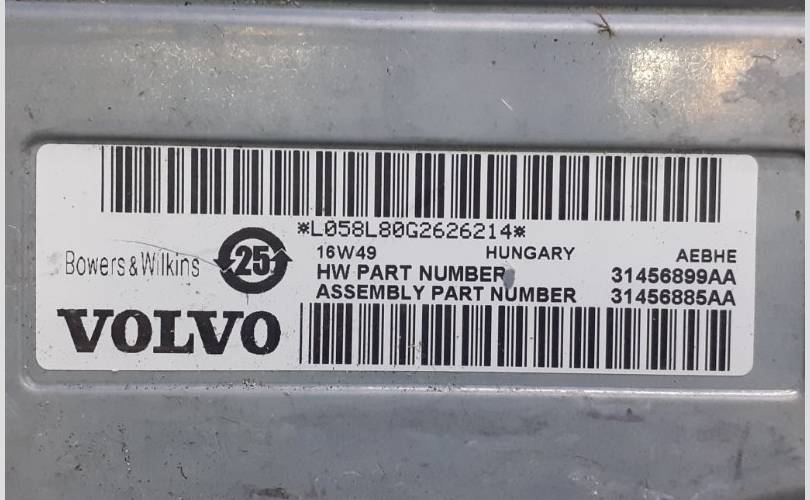 *L058L80G2626214*
16W49 HUNGARY AEBHE
Bowers & Wilkins
25
HW PART NUMBER 31456899AA
ASSEMBLY PART NUMBER 31456885AA
VOLVO